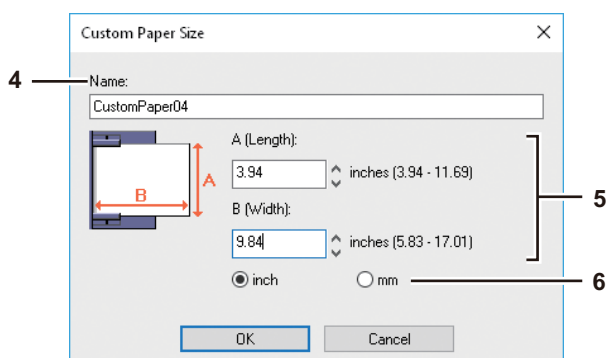 Custom Paper Size
4
Name:
CustomPaper04
A (Length):
3.94 inches (3.94 - 11.69)
A
B
B (Width):
5
9.84 inches (5.83 - 17.01)
inch mm
6
OK Cancel